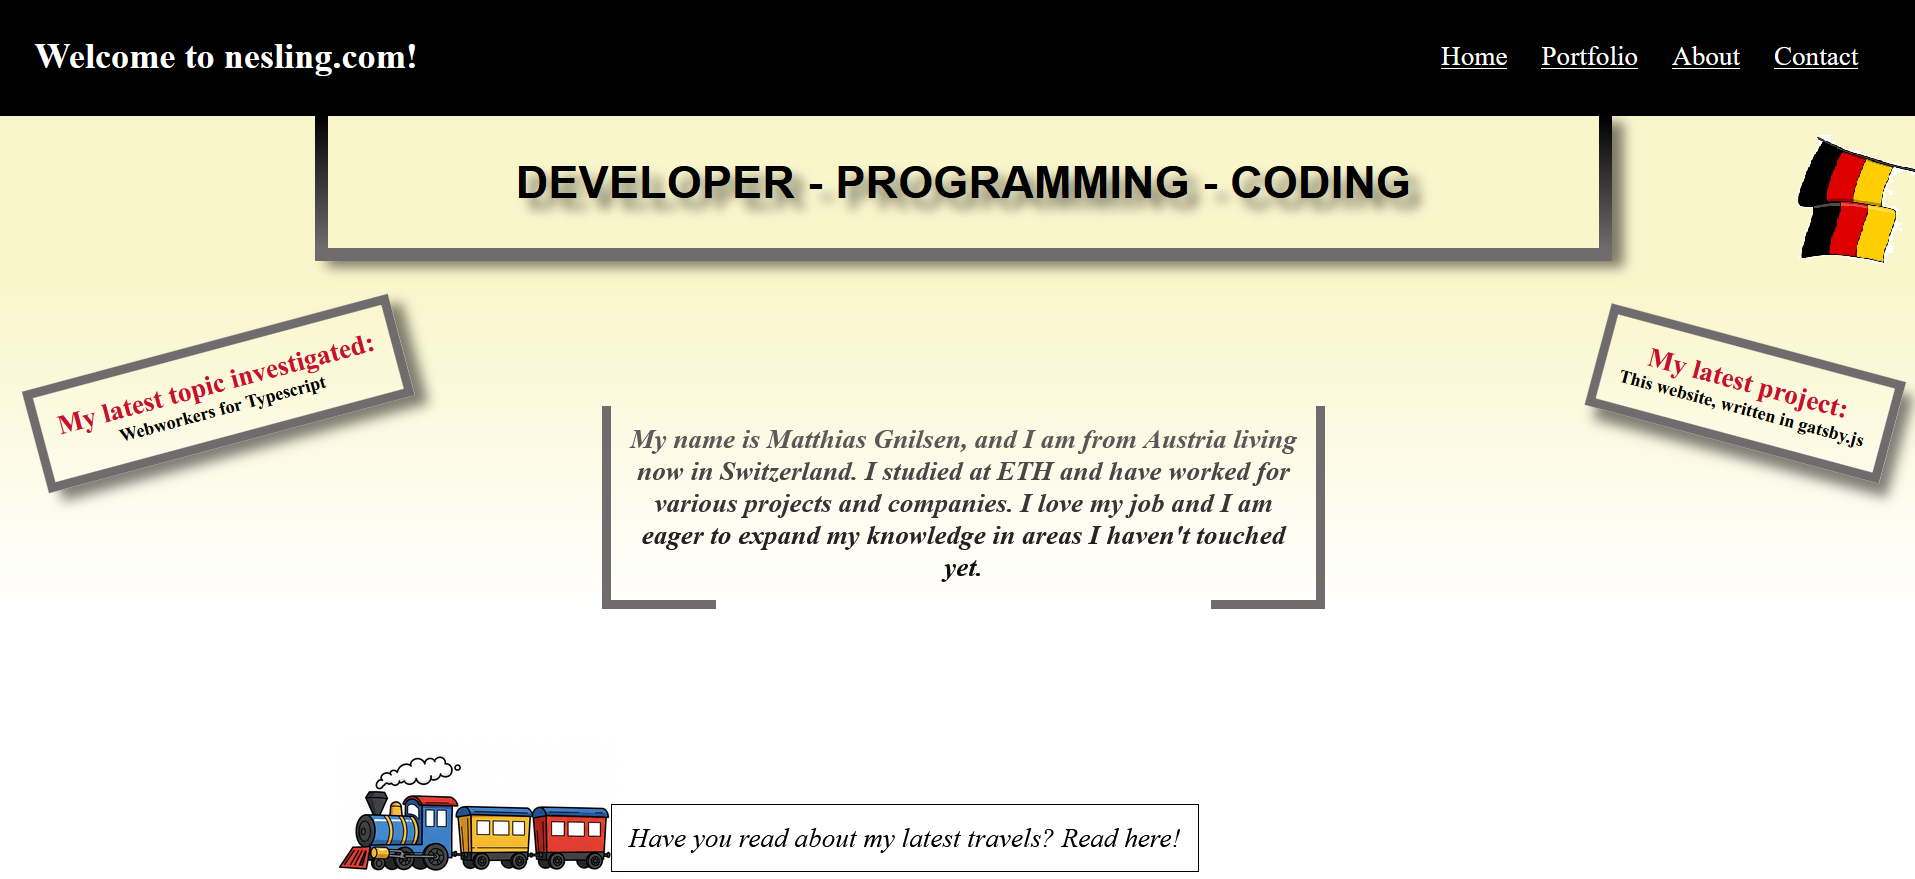 Welcome to nesling.com!
Home Portfolio About Contact
DEVELOPER - PROGRAMMING - CODING
My latest topic investigated:
Webworkers for Typescript
My latest project:
This website, written in gatsby.js
My name is Matthias Gnilsen, and I am from Austria living
now in Switzerland. I studied at ETH and have worked for
various projects and companies. I love my job and I am
eager to expand my knowledge in areas I haven't touched
yet.
Have you read about my latest travels? Read here!